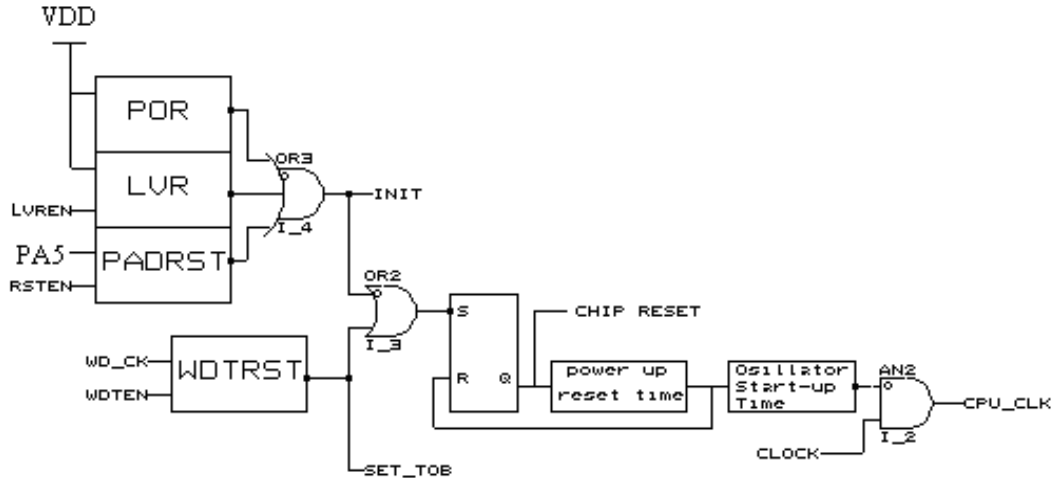 VDD
POR
OR3
LVR
INIT
LVREN
I_4
PA5
PADRST
RSTEN
OR2
S
CHIP RESET
I_3
WD_CK
WDTRST
WDTEN
R
Q
power up
reset time
Osillator
Start-up
Time
AN2
CPU_CLK
I_2
CLOCK
SET_TOB